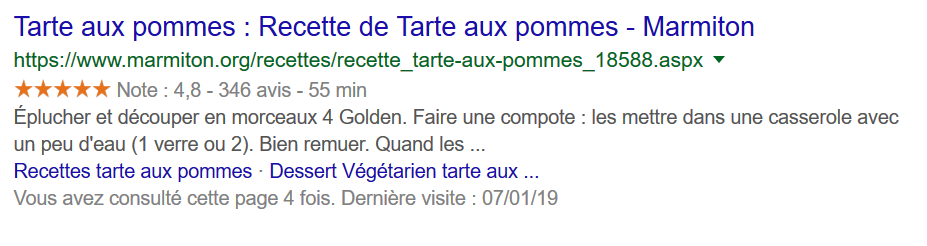 Tarte aux pommes : Recette de Tarte aux pommes - Marmiton
https://www.marmiton.org/recettes/recette_tarte-aux-pommes_18588.aspx
Note : 4,8 - 346 avis - 55 min
Éplucher et découper en morceaux 4 Golden. Faire une compote : les mettre dans une casserole avec
un peu d'eau (1 verre ou 2). Bien remuer. Quand les ...
Recettes tarte aux pommes · Dessert Végétarien tarte aux ...
Vous avez consulté cette page 4 fois. Dernière visite : 07/01/19